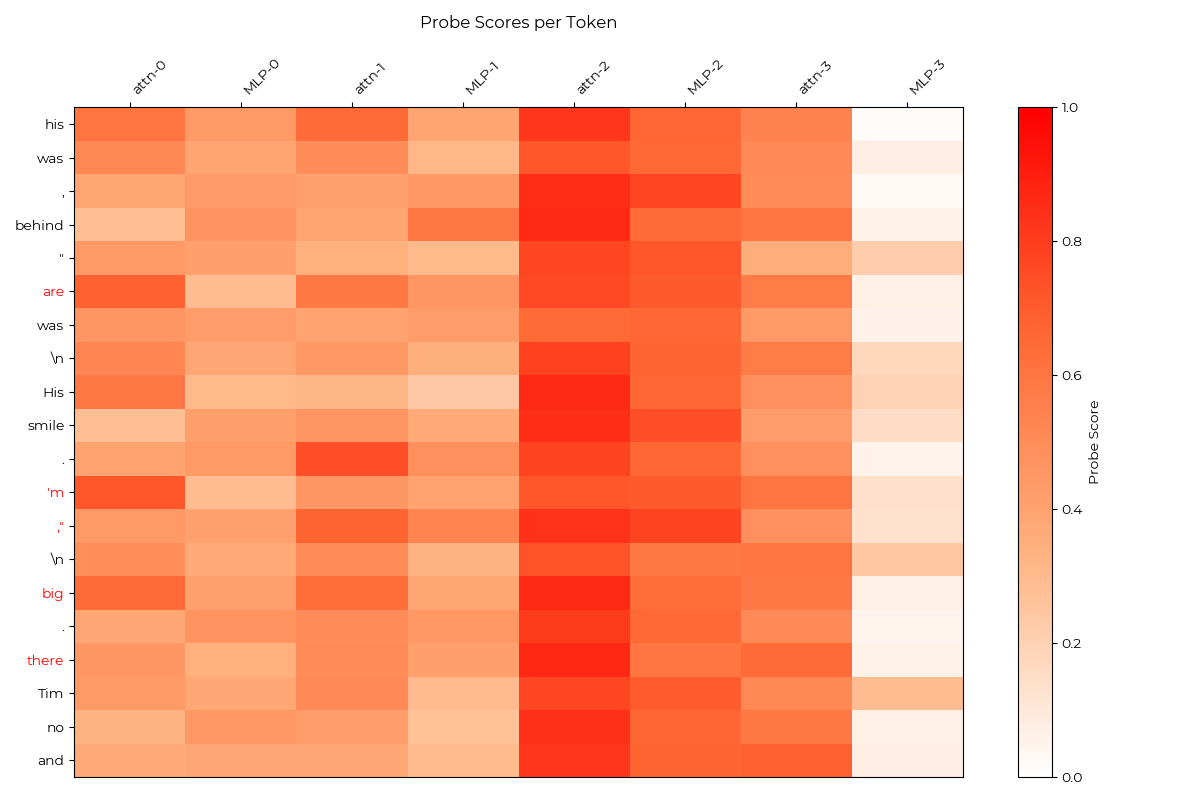 Probe Scores per Token
attn-0 MLP-0 attn-1 MLP-1 attn-2 MLP-2 attn-3 MLP-3
his
was
,
behind
"
are
was
\n
His
smile
.
'm
,"
\n
big
.
there
Tim
no
and
1.0
0.8
0.6
0.4
0.2
0.0
Probe Score